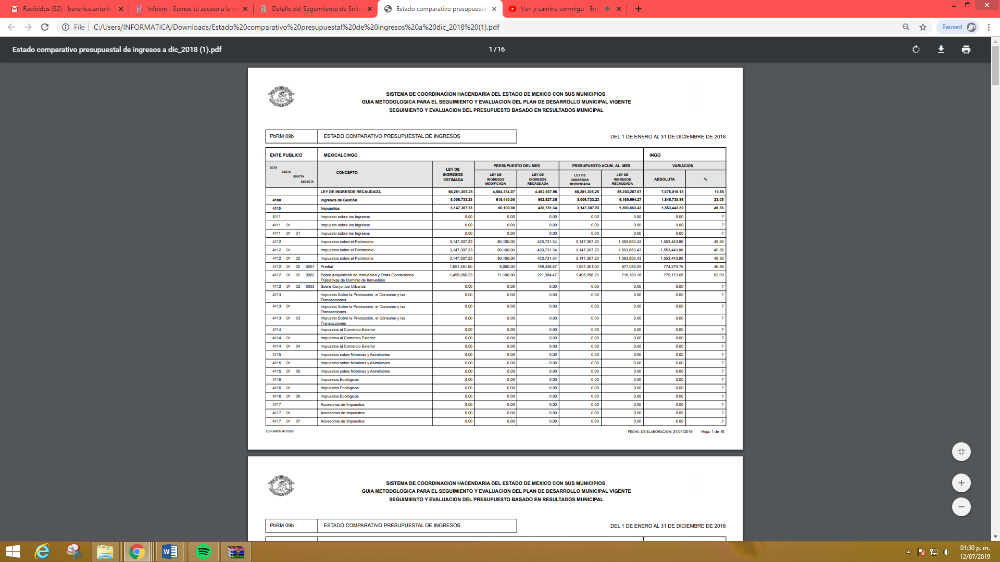 Recibidos (32) - berenice.antolin
Infoem - Somos tu acceso a la in
Detalle del Seguimiento de Solic
Estado comparativo presupuesta
Ven y camina conmigo - Enr
File C:/Users/INFORMATICA/Downloads/Estado%20comparativo%20presupuestal%20de%20ingresos%20a%20dic_2018%20(1).pdf
Paused
Estado comparativo presupuestal de ingresos a dic_2018 (1).pdf
1 / 16
SISTEMA DE COORDINACION HACENDARIA DEL ESTADO DE MEXICO CON SUS MUNICIPIOS
GUIA METODOLOGICA PARA EL SEGUIMIENTO Y EVALUACION DEL PLAN DE DESARROLLO MUNICIPAL VIGENTE
SEGUIMIENTO Y EVALUACION DEL PRESUPUESTO BASADO EN RESULTADOS MUNICIPAL
PbRM 09b ESTADO COMPARATIVO PRESUPUESTAL DE INGRESOS DEL 1 DE ENERO AL 31 DE DICIEMBRE DE 2018
ENTE PUBLICO MEXICALCINGO INGO
SCTA SSCTA SSSCTA SSSSCTA
CONCEPTO
LEY DE INGRESOS ESTIMADA
PRESUPUESTO DEL MES
LEY DE INGRESOS MODIFICADA
LEY DE INGRESOS RECAUDADA
PRESUPUESTO ACUM. AL MES
LEY DE INGRESOS MODIFICADA
LEY DE INGRESOS RECAUDADA
VARIACION
ABSOLUTA %
LEY DE INGRESOS RECAUDADA 66,281,305.25 4,504,334.07 4,462,937.96 66,281,305.25 59,203,287.07 7,078,018.18 10.68
4100 Ingresos de Gestión 8,006,733.23 615,440.00 952,827.35 8,006,733.23 6,160,994.27 1,845,738.96 23.05
4110 Impuestos 3,147,307.23 80,100.00 420,731.34 3,147,307.23 1,593,863.43 1,553,443.80 49.36
4111 Impuesto sobre los Ingresos 0.00 0.00 0.00 0.00 0.00 0.00 ?
4111 01 Impuesto sobre los Ingresos 0.00 0.00 0.00 0.00 0.00 0.00 ?
4111 01 01 Impuesto sobre los Ingresos 0.00 0.00 0.00 0.00 0.00 0.00 ?
4112 Impuestos sobre el Patrimonio 3,147,307.23 80,100.00 420,731.34 3,147,307.23 1,593,863.43 1,553,443.80 49.36
4112 01 Impuestos sobre el Patrimonio 3,147,307.23 80,100.00 420,731.34 3,147,307.23 1,593,863.43 1,553,443.80 49.36
4112 01 02 Impuestos sobre el Patrimonio 3,147,307.23 80,100.00 420,731.34 3,147,307.23 1,593,863.43 1,553,443.80 49.36
4112 01 02 0001 Predial 1,651,351.00 9,000.00 199,346.87 1,651,351.00 877,080.25 774,270.75 46.89
4112 01 02 0002 Sobre Adquisición de Inmuebles y Otras Operaciones 1,495,956.23 71,100.00 221,384.47 1,495,956.23 716,783.18 779,173.05 52.09
Traslativas de Dominio de Inmuebles
4112 01 02 0003 Sobre Conjuntos Urbanos 0.00 0.00 0.00 0.00 0.00 0.00 ?
4113 Impuesto Sobre la Producción, el Consumo y las 0.00 0.00 0.00 0.00 0.00 0.00 ?
Transacciones
4113 01 Impuesto Sobre la Producción, el Consumo y las 0.00 0.00 0.00 0.00 0.00 0.00 ?
Transacciones
4113 01 03 Impuesto Sobre la Producción, el Consumo y las 0.00 0.00 0.00 0.00 0.00 0.00 ?
Transacciones
4114 Impuestos al Comercio Exterior 0.00 0.00 0.00 0.00 0.00 0.00 ?
4114 01 Impuestos al Comercio Exterior 0.00 0.00 0.00 0.00 0.00 0.00 ?
4114 01 04 Impuestos al Comercio Exterior 0.00 0.00 0.00 0.00 0.00 0.00 ?
4115 Impuestos sobre Nóminas y Asimilables 0.00 0.00 0.00 0.00 0.00 0.00 ?
4115 01 Impuestos sobre Nóminas y Asimilables 0.00 0.00 0.00 0.00 0.00 0.00 ?
4115 01 05 Impuestos sobre Nóminas y Asimilables 0.00 0.00 0.00 0.00 0.00 0.00 ?
4116 Impuestos Ecológicos 0.00 0.00 0.00 0.00 0.00 0.00 ?
4116 01 Impuestos Ecológicos 0.00 0.00 0.00 0.00 0.00 0.00 ?
4116 01 06 Impuestos Ecológicos 0.00 0.00 0.00 0.00 0.00 0.00 ?
4117 Accesorios de Impuestos 0.00 0.00 0.00 0.00 0.00 0.00 ?
4117 01 Accesorios de Impuestos 0.00 0.00 0.00 0.00 0.00 0.00 ?
4117 01 07 Accesorios de Impuestos 0.00 0.00 0.00 0.00 0.00 0.00 ?
OSFAIM104/10/05 FECHA DE ELABORACION: 31/01/2019 Hoja: 1 de 16
SISTEMA DE COORDINACION HACENDARIA DEL ESTADO DE MEXICO CON SUS MUNICIPIOS
GUIA METODOLOGICA PARA EL SEGUIMIENTO Y EVALUACION DEL PLAN DE DESARROLLO MUNICIPAL VIGENTE
SEGUIMIENTO Y EVALUACION DEL PRESUPUESTO BASADO EN RESULTADOS MUNICIPAL
PbRM 09b ESTADO COMPARATIVO PRESUPUESTAL DE INGRESOS DEL 1 DE ENERO AL 31 DE DICIEMBRE DE 2018
01:30 p. m.
12/07/2019